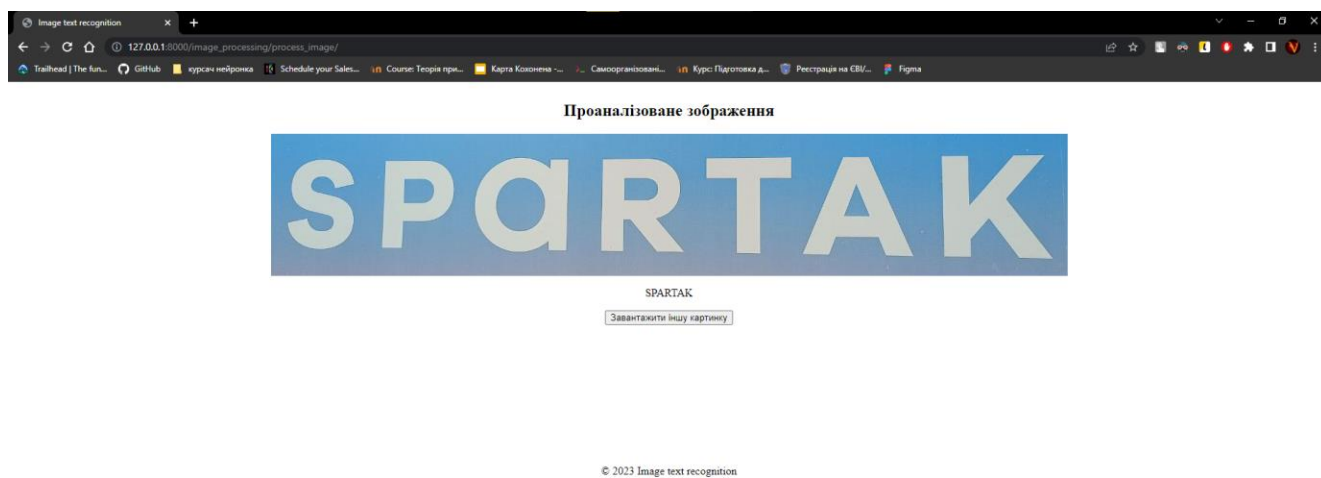 Image text recognition
127.0.0.1:8000/image_processing/process_image/
Trailhead | The fun... GitHub курсач нейронка Schedule your Sales... Course: Теорія при... Карта Кохонена -... Самоорганізовані... Курс: Підготовка д... Реєстрація на ЄВІ/... Figma
Проаналізоване зображення
SPARTAK
SPARTAK
Завантажити іншу картинку
© 2023 Image text recognition